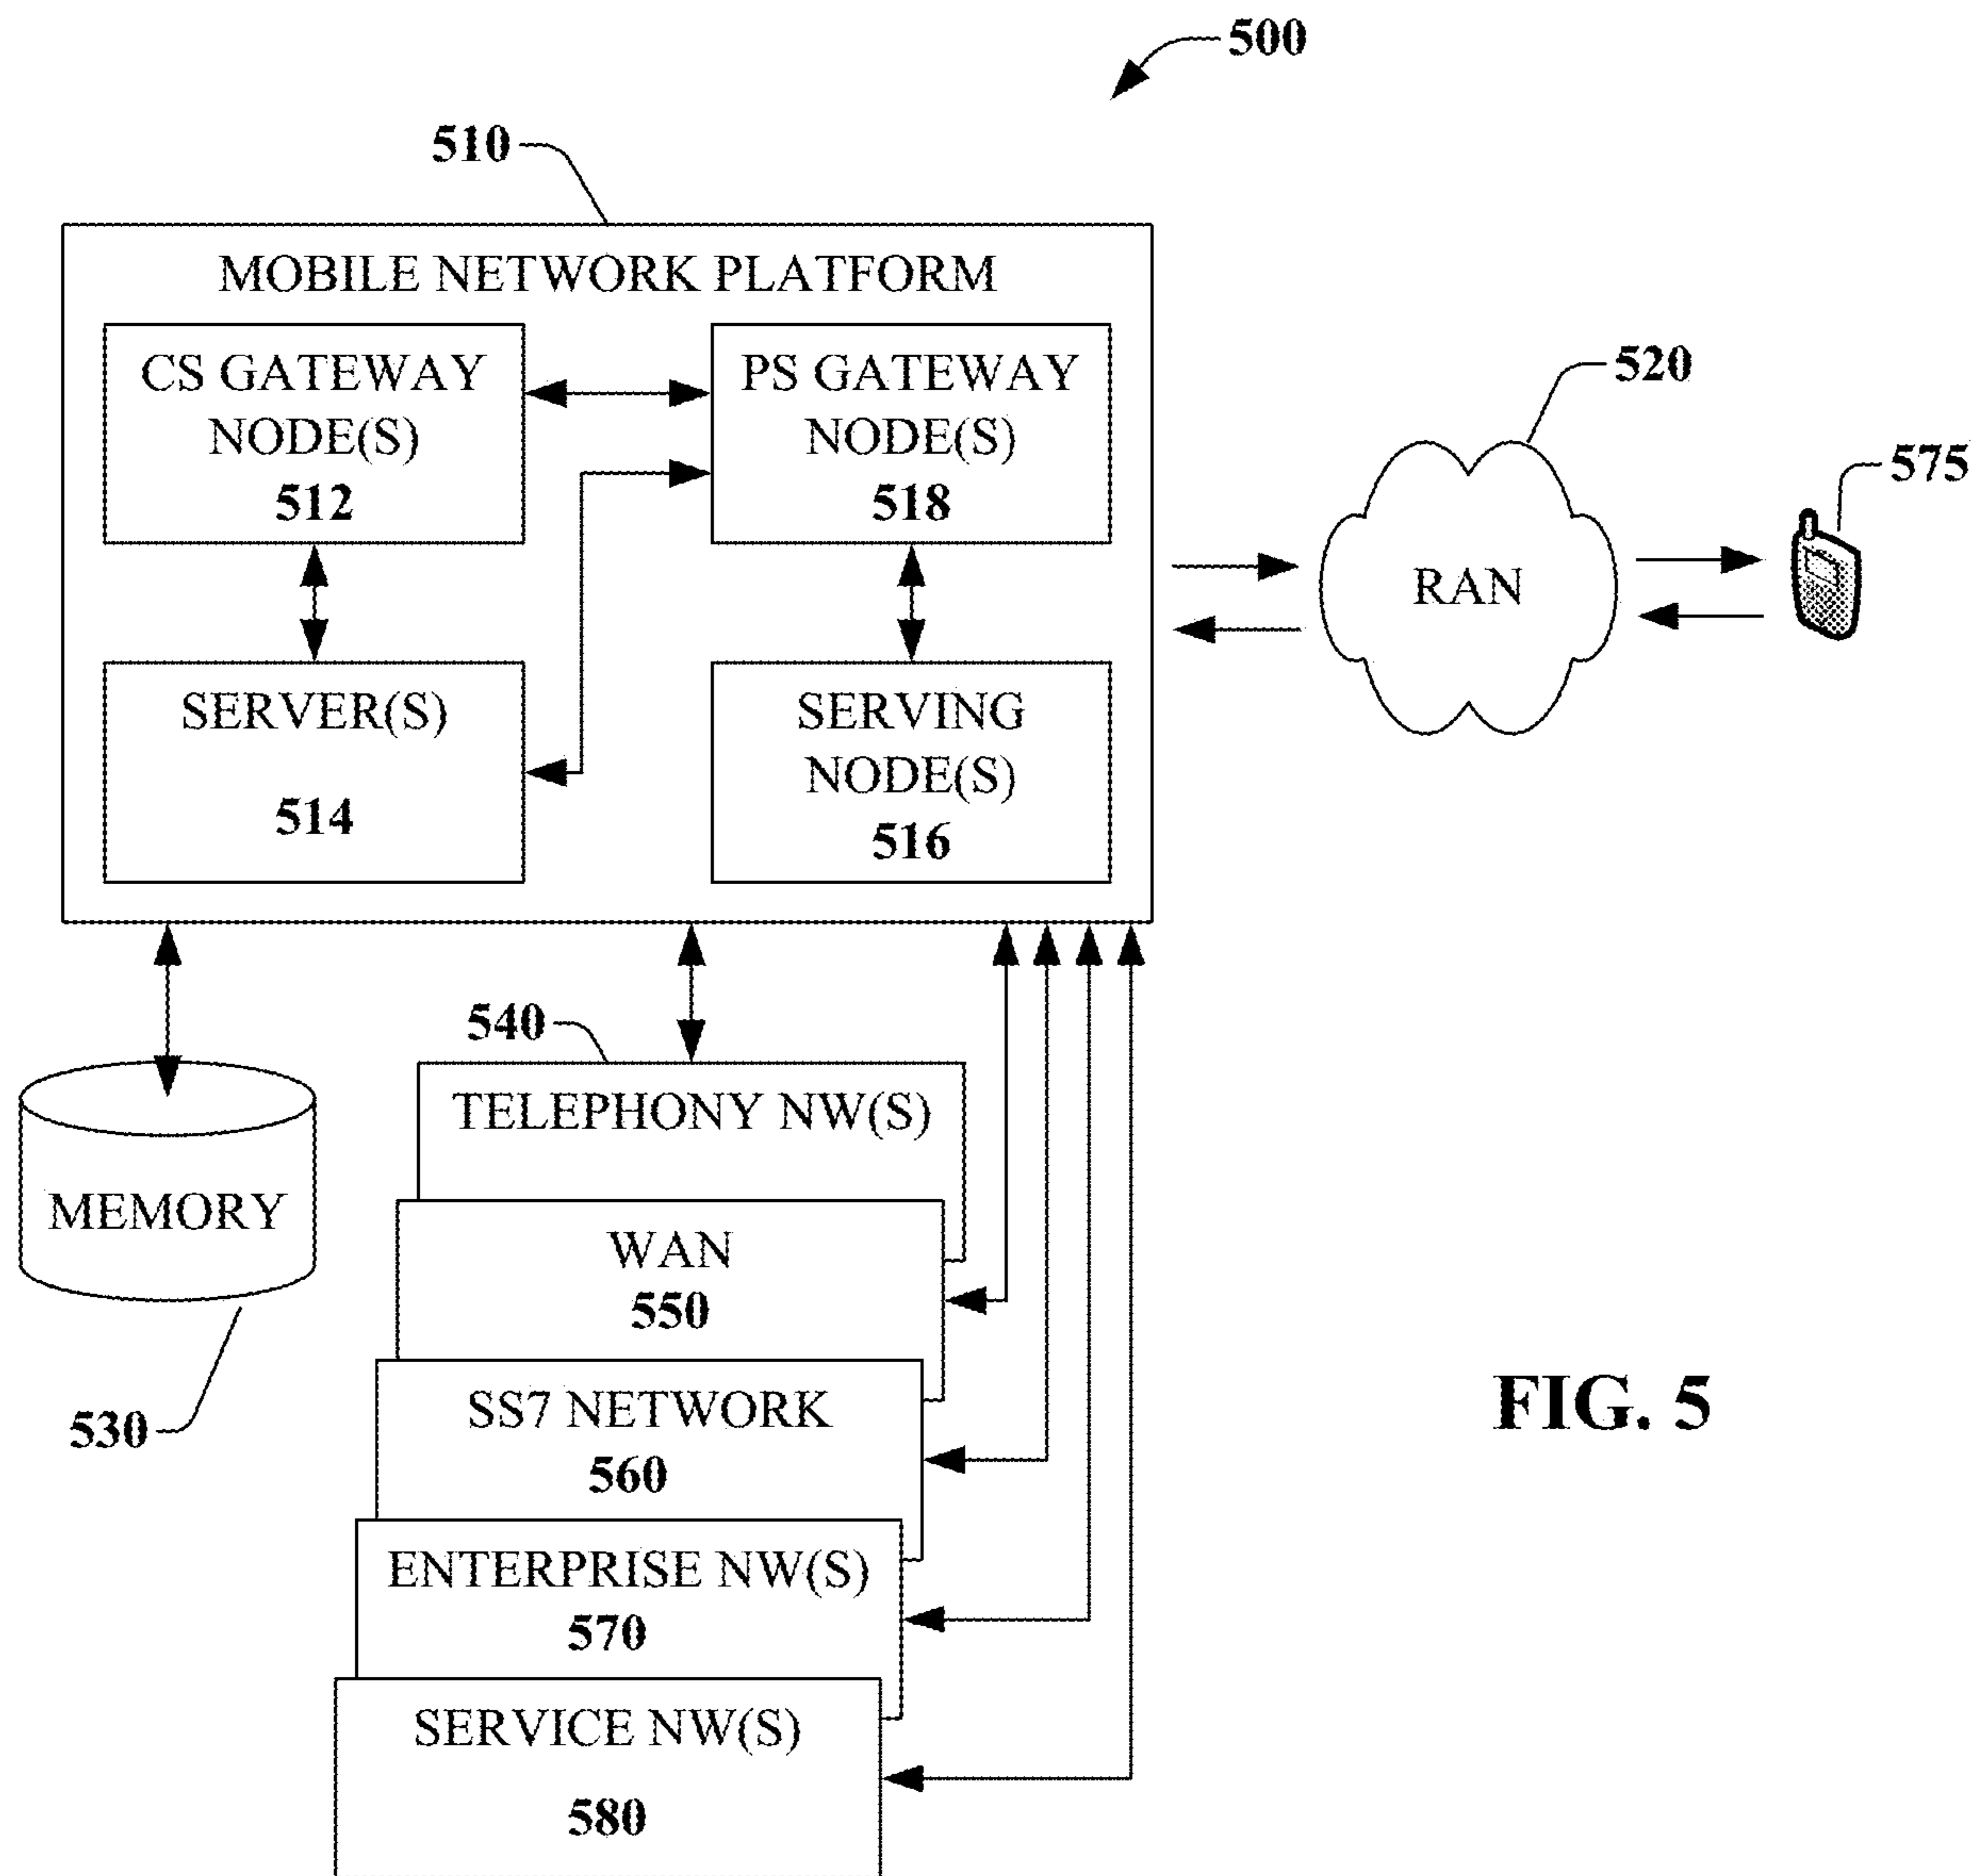 500
510
MOBILE NETWORK PLATFORM
CS GATEWAY
NODE(S)
512
PS GATEWAY
NODE(S)
518
SERVER(S)
514
SERVING
NODE(S)
516
520
RAN
575
540
TELEPHONY NW(S)
MEMORY
530
WAN
550
SS7 NETWORK
560
ENTERPRISE NW(S)
570
SERVICE NW(S)
580
FIG. 5